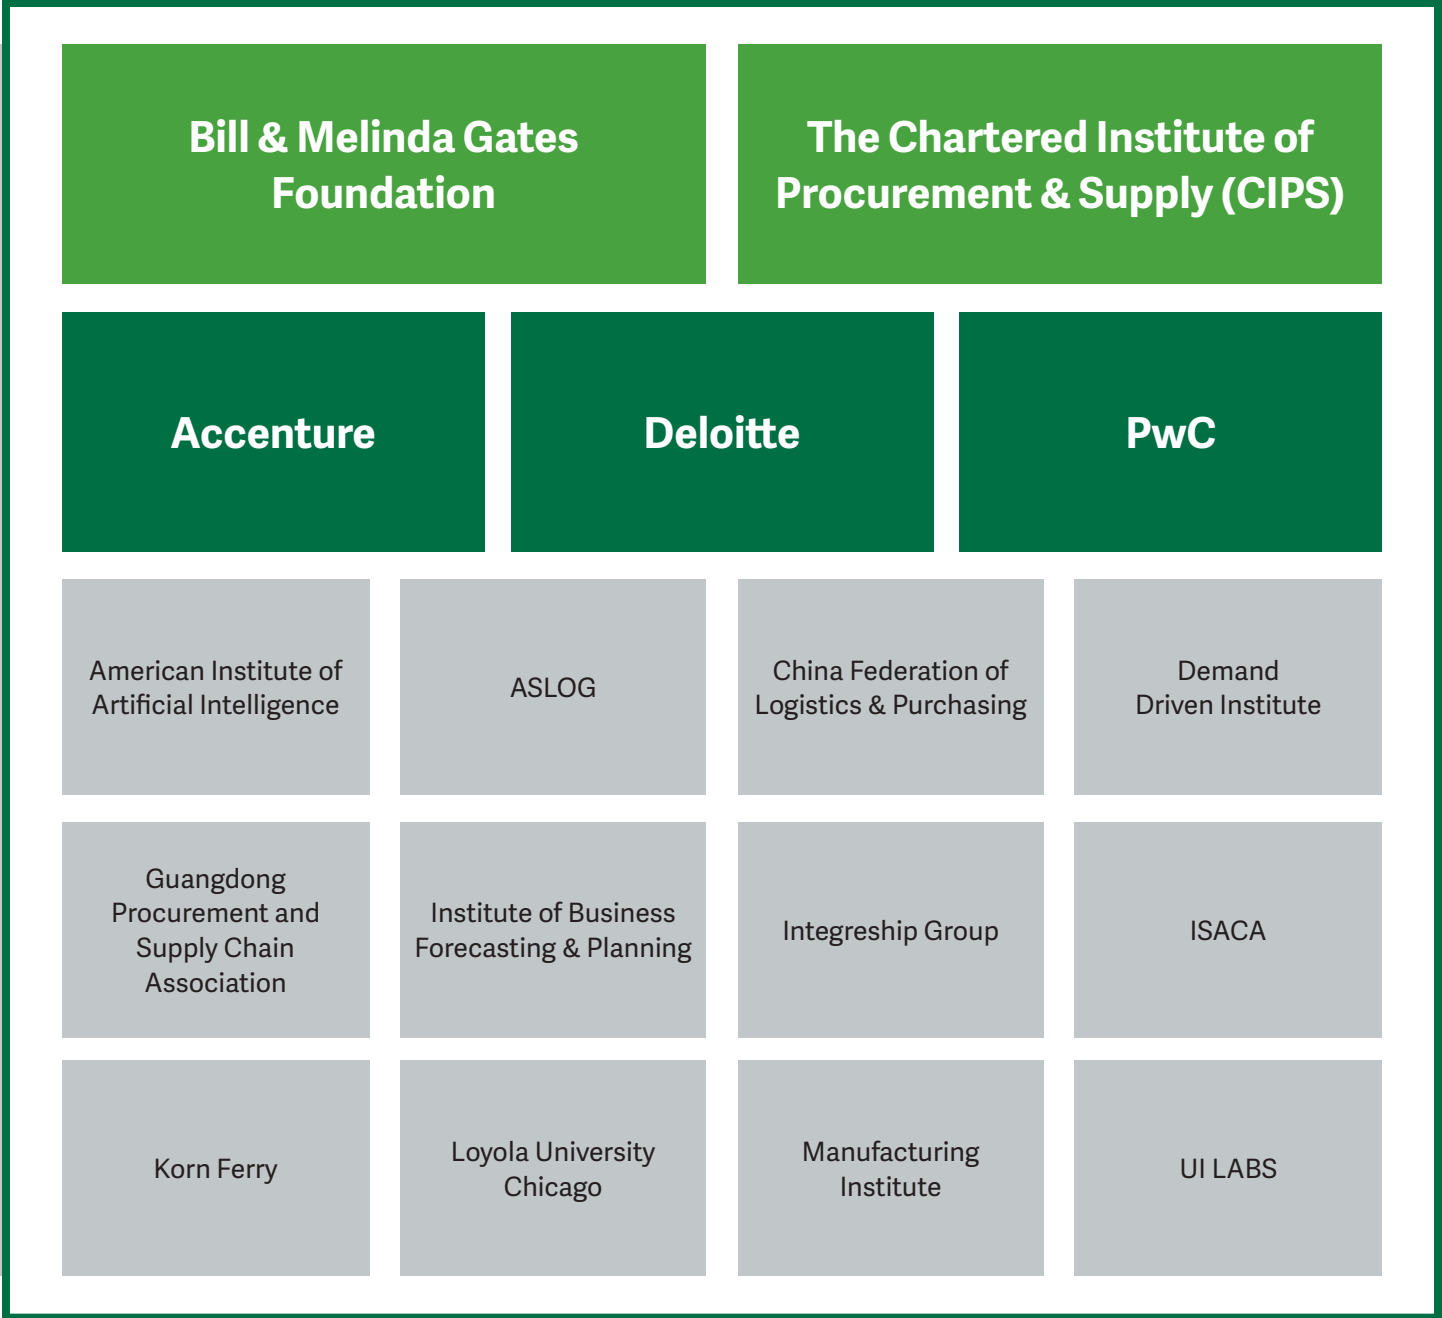 Bill & Melinda Gates
Foundation
The Chartered Institute of
Procurement & Supply (CIPS)
Accenture
Deloitte
PwC
American Institute of
Artificial Intelligence
ASLOG
China Federation of
Logistics & Purchasing
Demand
Driven Institute
Guangdong
Procurement and
Supply Chain
Association
Institute of Business
Forecasting & Planning
Integreship Group
ISACA
Korn Ferry
Loyola University
Chicago
Manufacturing
Institute
UI LABS